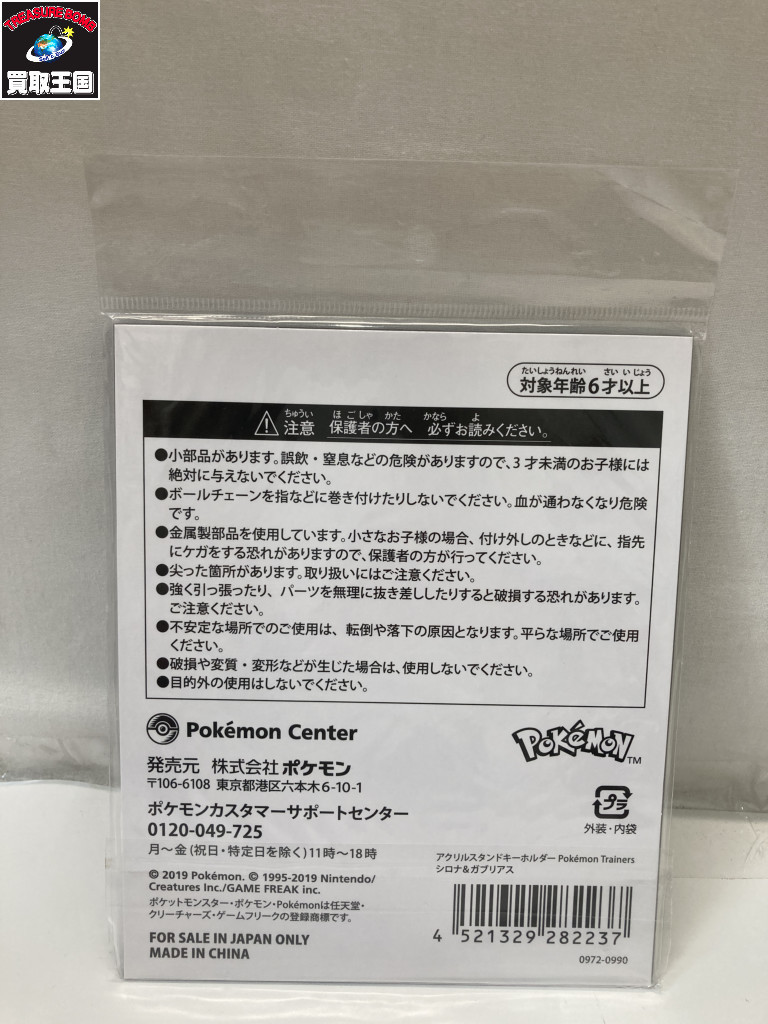 TREASURE BOMB
買取王国
たいしょうねんれい さい いじょう
対象年齢6才以上
ちゅうい ほごしゃ かた かなら よ
注意 保護者の方へ 必ずお読みください。
●小部品があります。誤飲・窒息などの危険がありますので、3才未満のお子様には
絶対に与えないでください。
●ボールチェーンを指などに巻き付けたりしないでください。血が通わなくなり危険
です。
●金属製部品を使用しています。小さなお子様の場合、付け外しのときなどに、指先
にケガをする恐れがありますので、保護者の方が行ってください。
●尖った箇所があります。取り扱いにはご注意ください。
●強く引っ張ったり、パーツを無理に抜き差ししたりすると破損する恐れがあります。
ご注意ください。
●不安定な場所でのご使用は、転倒や落下の原因となります。平らな場所でご使用
ください。
●破損や変質・変形などが生じた場合は、使用しないでください。
●目的外の使用はしないでください。
Pokémon Center
POKéMON TM
発売元 株式会社ポケモン
〒106-6108 東京都港区六本木6-10-1
ポケモンカスタマーサポートセンター
0120-049-725
月～金(祝日・特定日を除く)11時～18時
プラ
外装・内袋
© 2019 Pokémon. © 1995-2019 Nintendo/
Creatures Inc./GAME FREAK inc.
ポケットモンスター・ポケモン・Pokémonは任天堂・
クリーチャーズ・ゲームフリークの登録商標です。
FOR SALE IN JAPAN ONLY
MADE IN CHINA
アクリルスタンドキーホルダー Pokémon Trainers
シロナ&ガブリアス
4 521329 282237
0972-0990